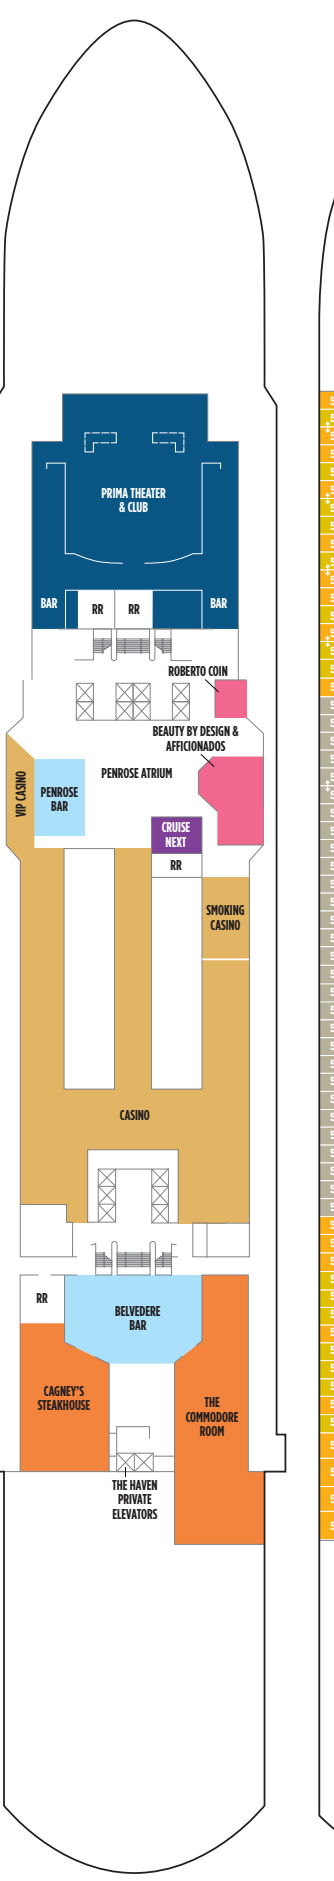 PRIMA THEATER
& CLUB
BAR
RR
RR
BAR
ROBERTO COIN
BEAUTY BY DESIGN &
AFFICIONADOS
PENROSE ATRIUM
VIP CASINO
PENROSE
BAR
CRUISE
NEXT
RR
SMOKING
CASINO
CASINO
RR
BELVEDERE
BAR
CAGNEY'S
STEAKHOUSE
THE
COMMODORE
ROOM
THE HAVEN
PRIVATE
ELEVATORS